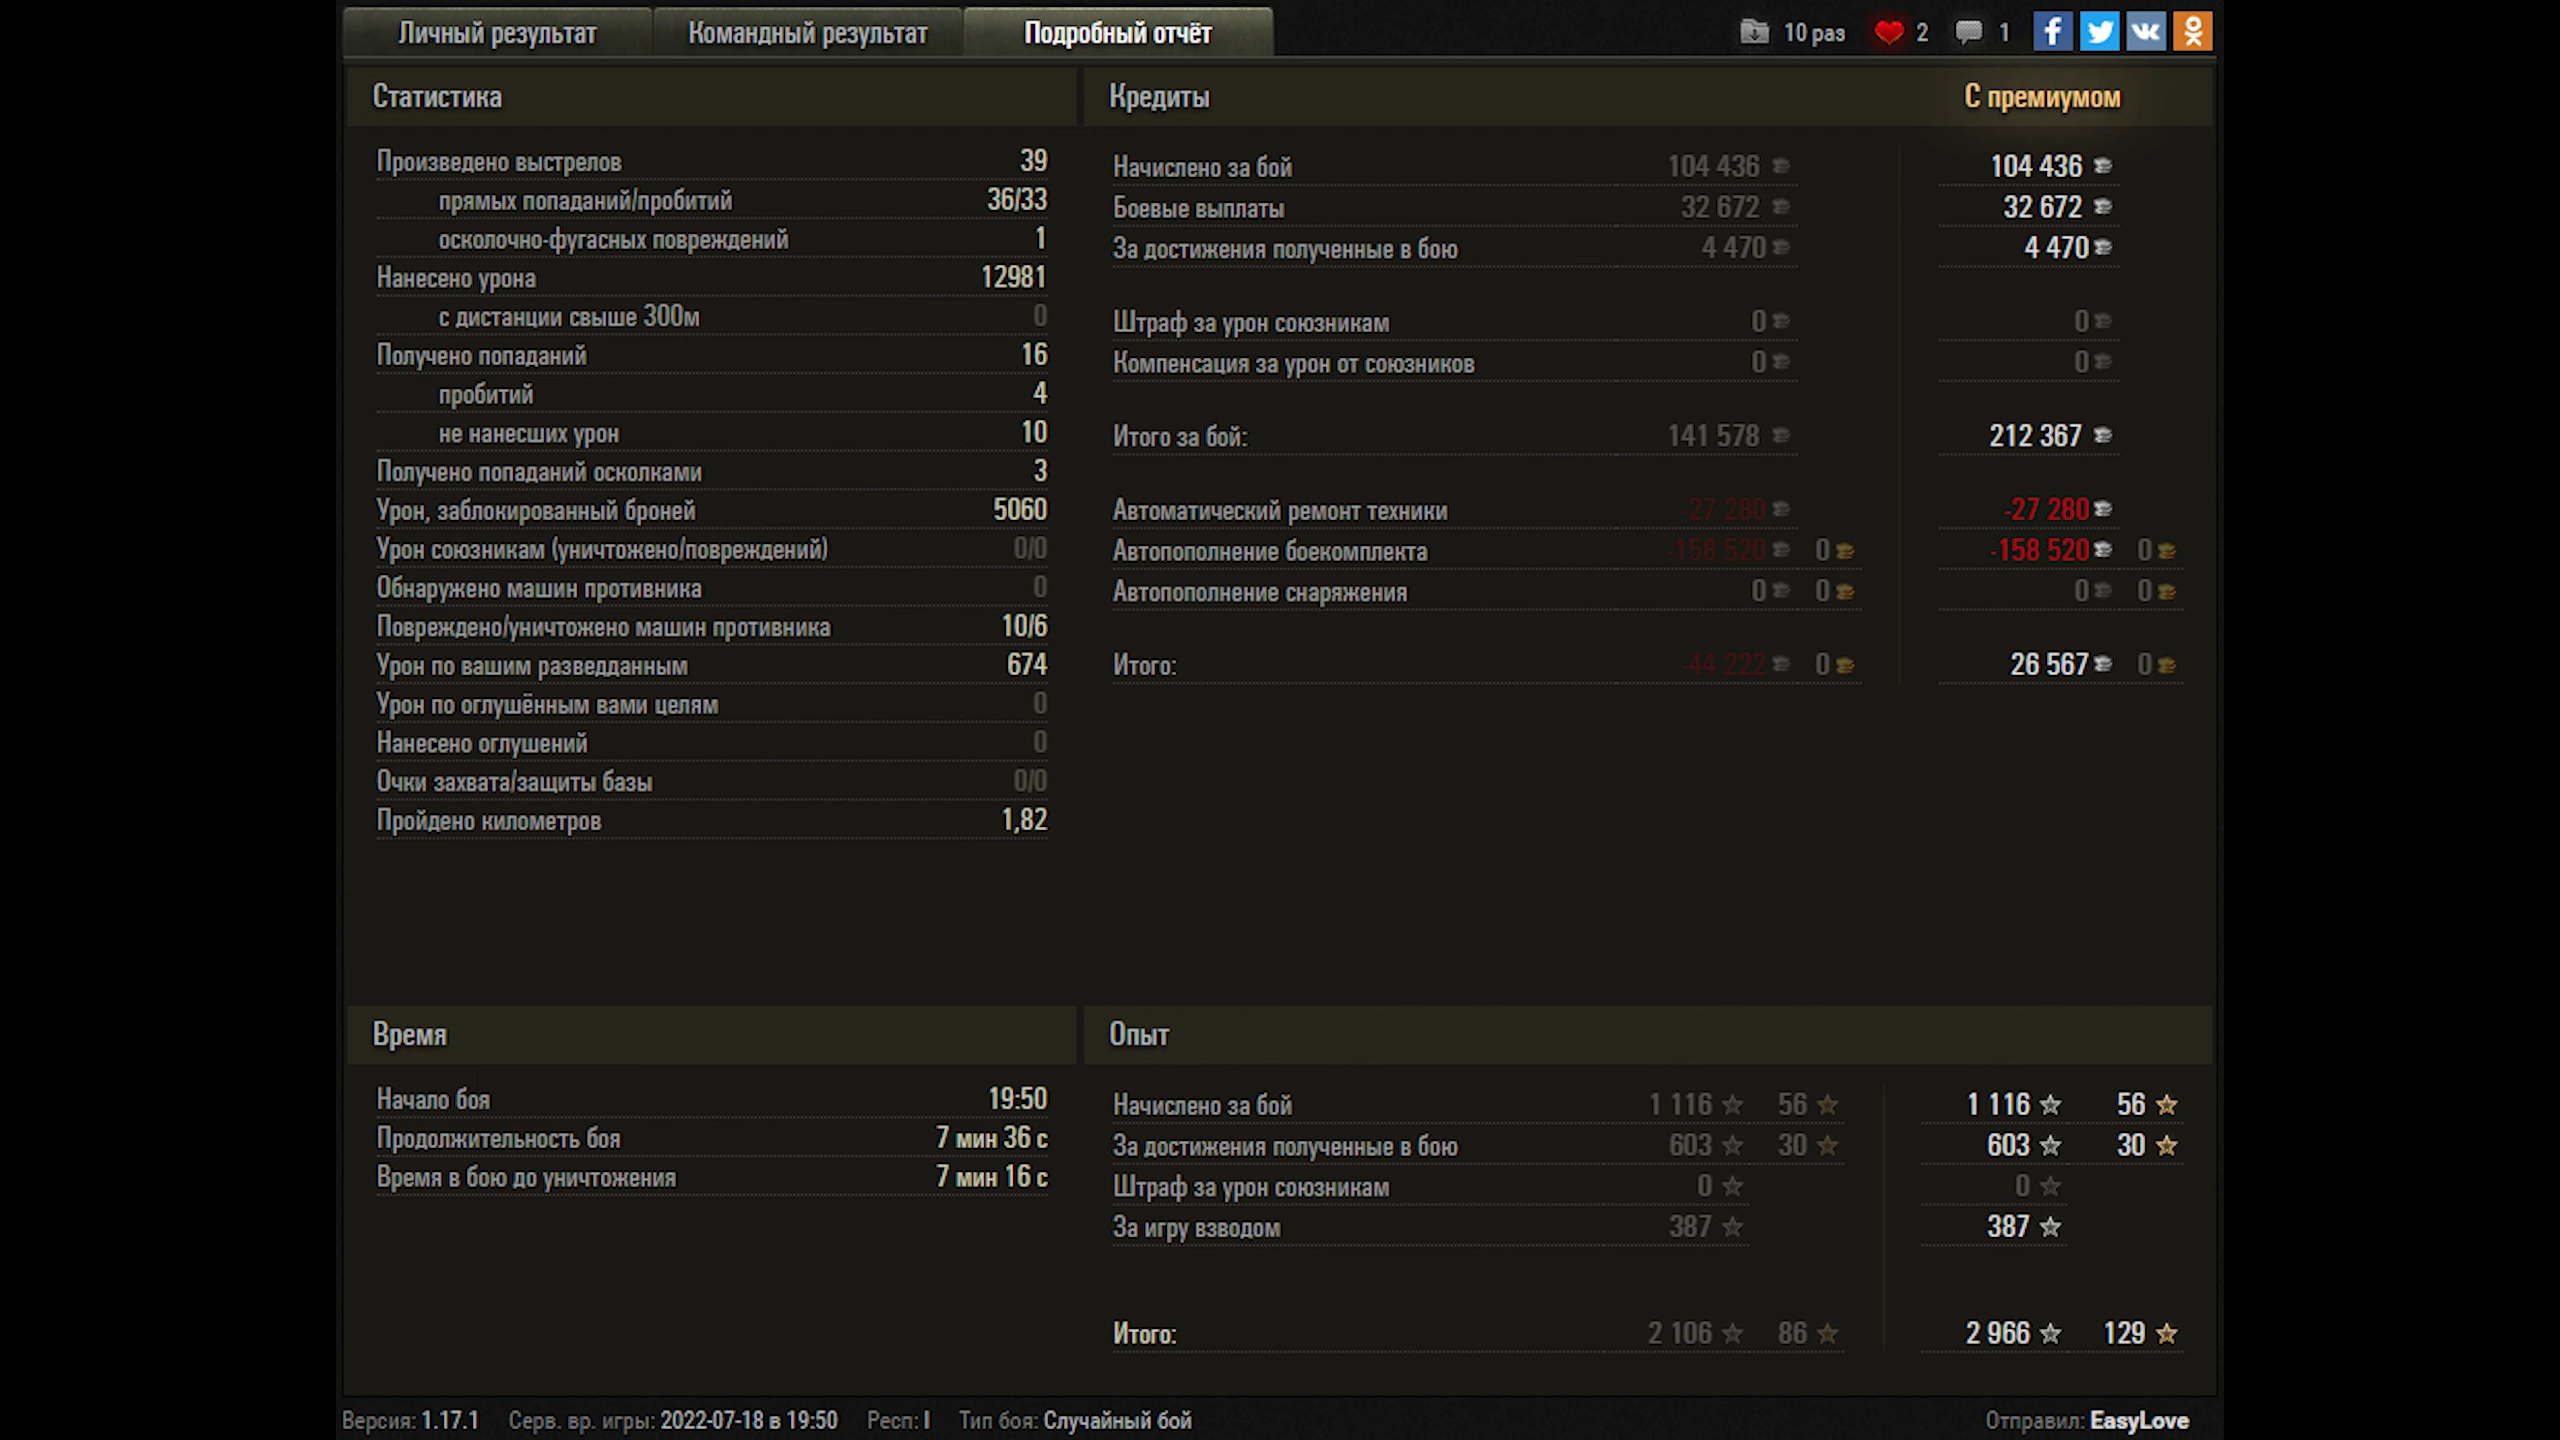 Личный результат Командный результат Подробный отчёт 10 раз 2 1
Статистика
Произведено выстрелов 39
прямых попаданий/пробитий 36/33
осколочно-фугасных повреждений 1
Нанесено урона 12981
с дистанции свыше 300м 0
Получено попаданий 16
пробитий 4
не нанесших урон 10
Получено попаданий осколками 3
Урон, заблокированный броней 5060
Урон союзникам (уничтожено/повреждений) 0/0
Обнаружено машин противника 0
Повреждено/уничтожено машин противника 10/6
Урон по вашим разведданным 674
Урон по оглушённым вами целям 0
Нанесено оглушений 0
Очки захвата/защиты базы 0/0
Пройдено километров 1,82
Кредиты С премиумом
Начислено за бой 104 436 104 436
Боевые выплаты 32 672 32 672
За достижения полученные в бою 4 470 4 470
Штраф за урон союзникам 0 0
Компенсация за урон от союзников 0 0
Итого за бой: 141 578 212 367
Автоматический ремонт техники -27 280 -27 280
Автопополнение боекомплекта -158 520 0 -158 520 0
Автопополнение снаряжения 0 0 0 0
Итого: -44 222 0 26 567 0
Время
Начало боя 19:50
Продолжительность боя 7 мин 36 с
Время в бою до уничтожения 7 мин 16 с
Опыт
Начислено за бой 1 116 56 1 116 56
За достижения полученные в бою 603 30 603 30
Штраф за урон союзникам 0 0
За игру взводом 387 387
Итого: 2 106 86 2 966 129
Версия: 1.17.1 Серв. вр. игры: 2022-07-18 в 19:50 Респ: I Тип боя: Случайный бой Отправил: EasyLove